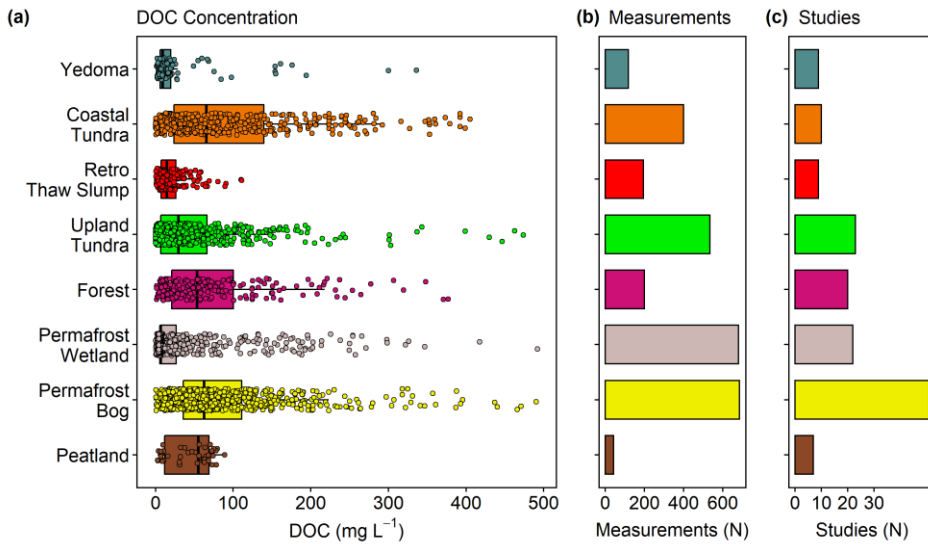 (a) DOC Concentration
Yedoma
Coastal
Tundra
Retro
Thaw Slump
Upland
Tundra
Forest
Permafrost
Wetland
Permafrost
Bog
Peatland
0 100 200 300 400 500
DOC (mg L⁻¹)
(b) Measurements
0 200 400 600
Measurements (N)
(c) Studies
0 10 20 30
Studies (N)